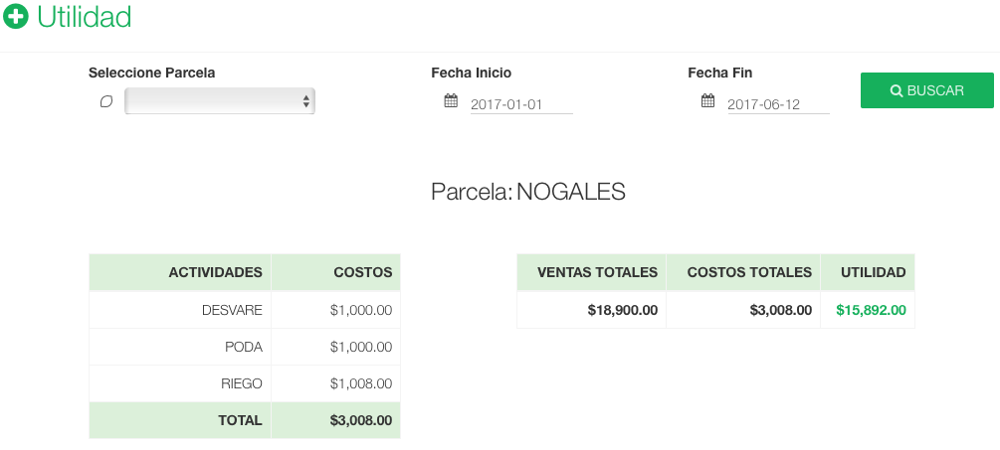 Utilidad
Seleccione Parcela Fecha Inicio Fecha Fin
2017-01-01 2017-06-12 BUSCAR
Parcela: NOGALES
ACTIVIDADES COSTOS VENTAS TOTALES COSTOS TOTALES UTILIDAD
DESVARE $1,000.00 $18,900.00 $3,008.00 $15,892.00
PODA $1,000.00
RIEGO $1,008.00
TOTAL $3,008.00